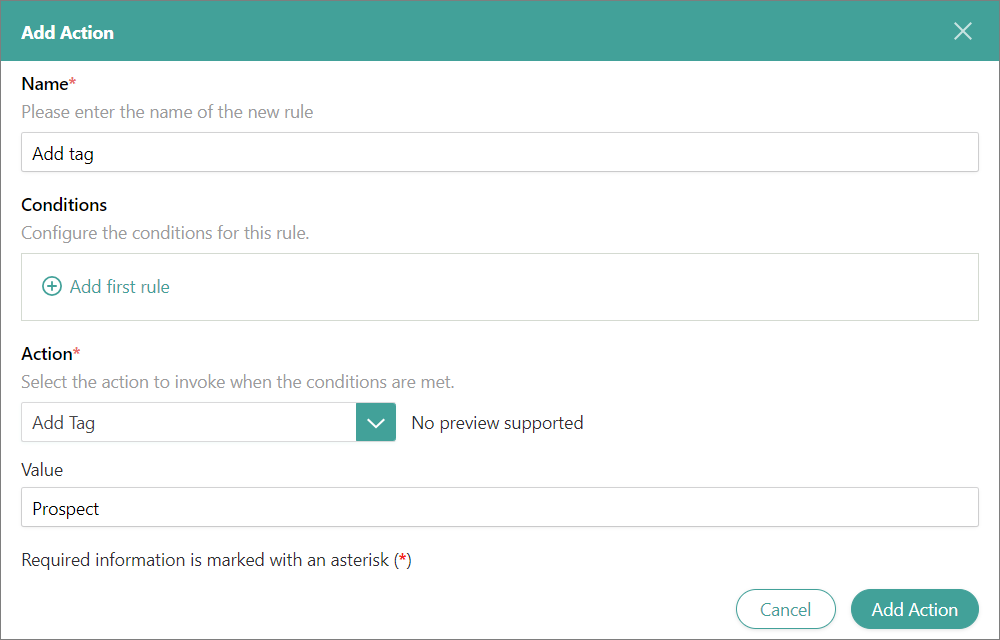 Add Action
Name*
Please enter the name of the new rule
Add tag
Conditions
Configure the conditions for this rule.
Add first rule
Action*
Select the action to invoke when the conditions are met.
Add Tag No preview supported
Value
Prospect
Required information is marked with an asterisk (*)
Cancel Add Action